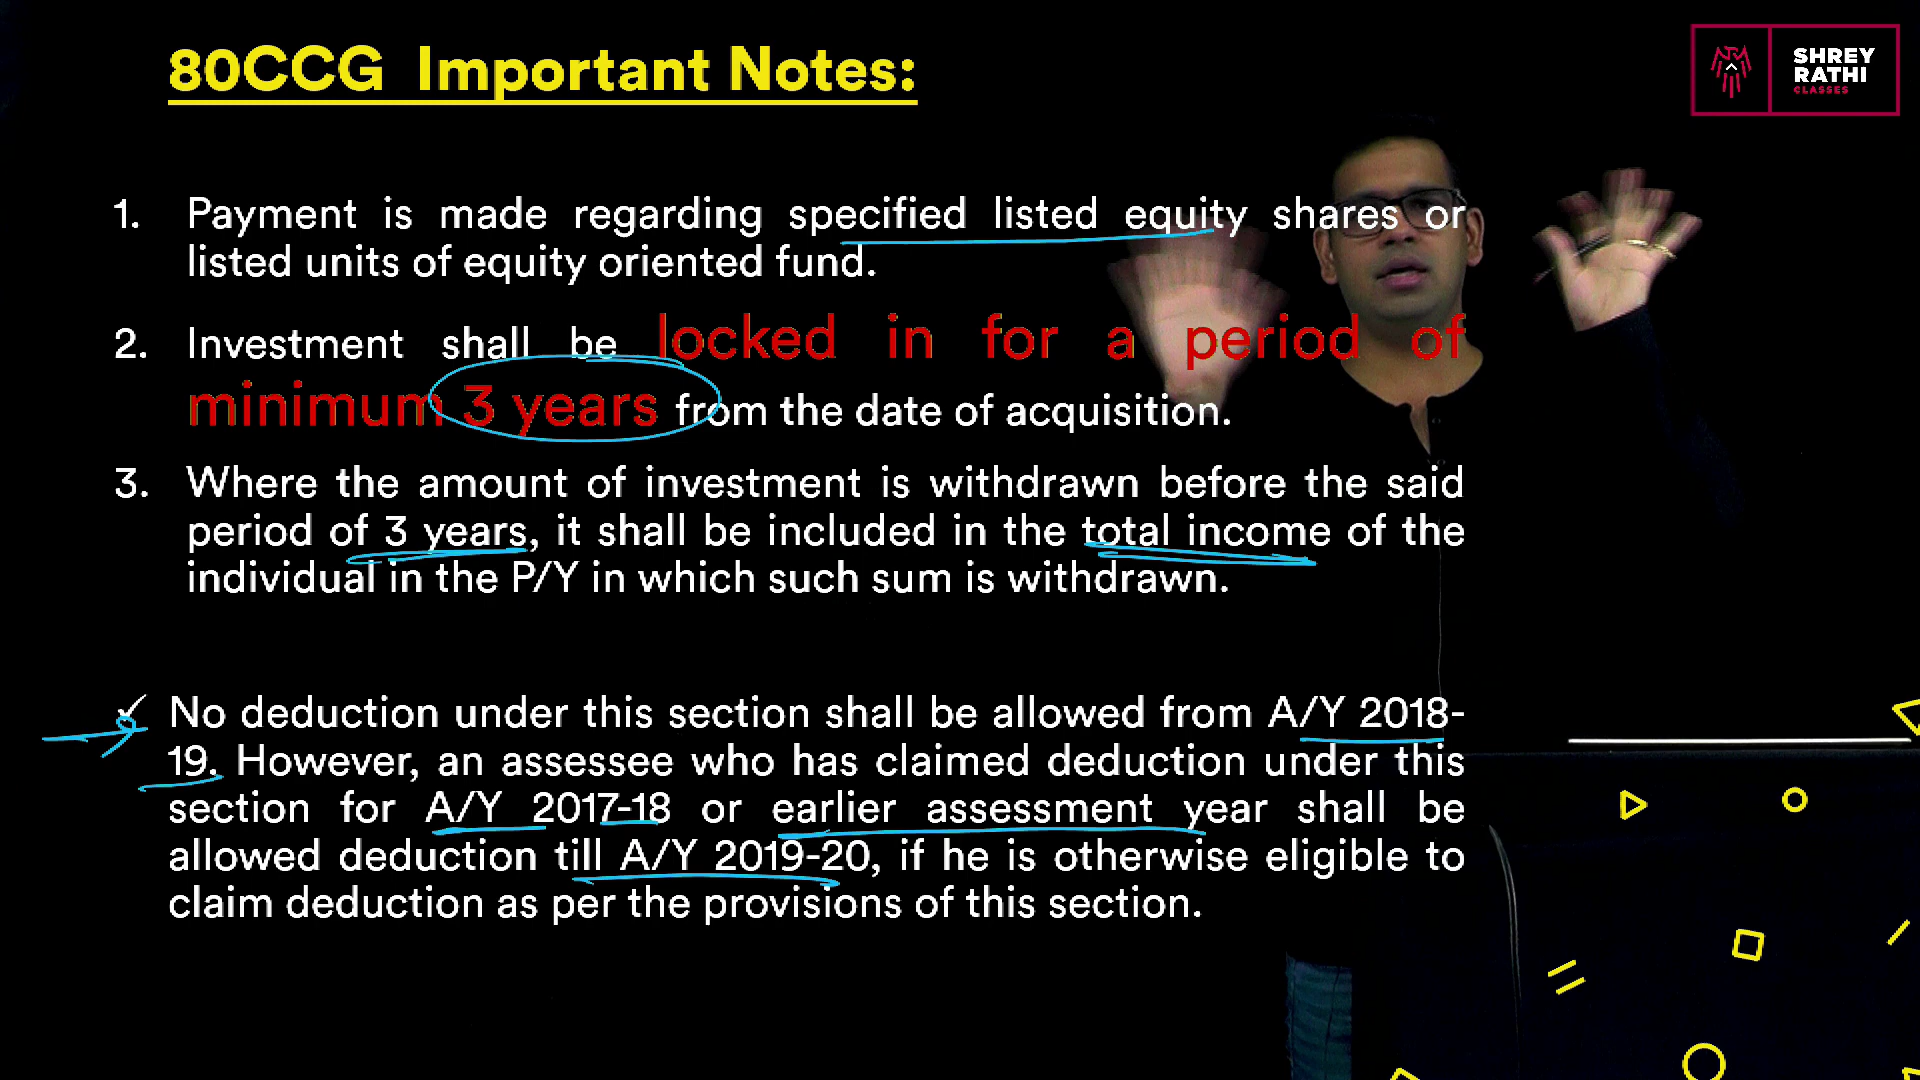 80CCG Important Notes:
SHREY
RATHI
CLASSES
1. Payment is made regarding specified listed equity shares or
listed units of equity oriented fund.
2. Investment shall be locked in for a period of
minimum 3 years from the date of acquisition.
3. Where the amount of investment is withdrawn before the said
period of 3 years, it shall be included in the total income of the
individual in the P/Y in which such sum is withdrawn.
✓ No deduction under this section shall be allowed from A/Y 2018-
19. However, an assessee who has claimed deduction under this
section for A/Y 2017-18 or earlier assessment year shall be
allowed deduction till A/Y 2019-20, if he is otherwise eligible to
claim deduction as per the provisions of this section.